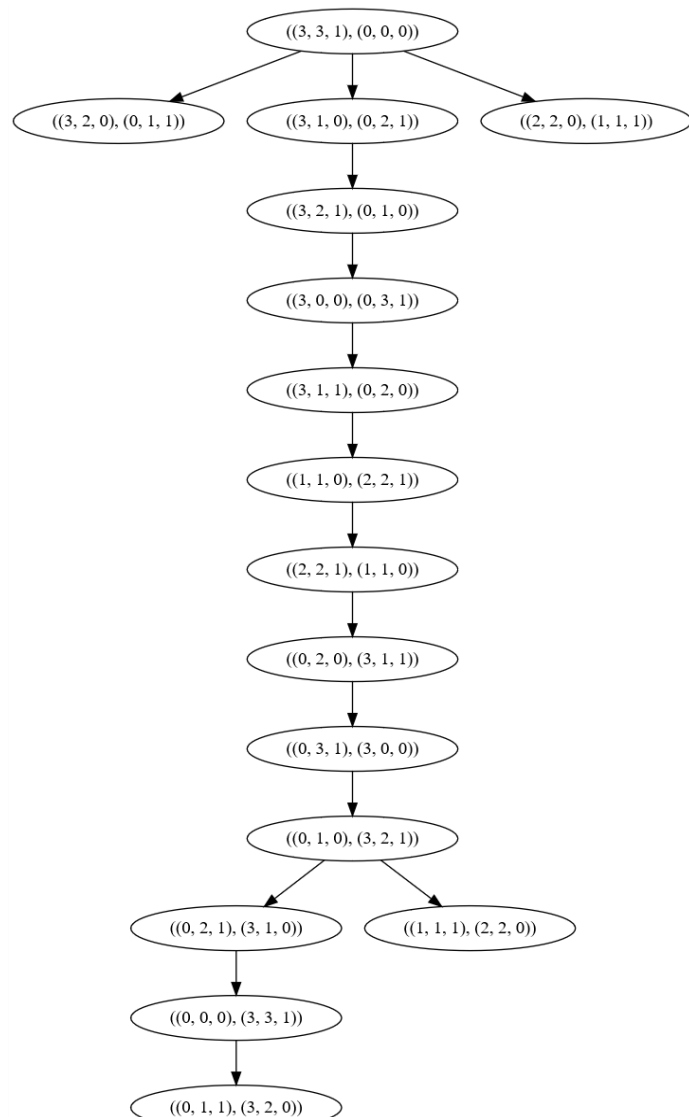 ((3, 3, 1), (0, 0, 0))
((3, 2, 0), (0, 1, 1))
((3, 1, 0), (0, 2, 1))
((2, 2, 0), (1, 1, 1))
((3, 2, 1), (0, 1, 0))
((3, 0, 0), (0, 3, 1))
((3, 1, 1), (0, 2, 0))
((1, 1, 0), (2, 2, 1))
((2, 2, 1), (1, 1, 0))
((0, 2, 0), (3, 1, 1))
((0, 3, 1), (3, 0, 0))
((0, 1, 0), (3, 2, 1))
((0, 2, 1), (3, 1, 0))
((1, 1, 1), (2, 2, 0))
((0, 0, 0), (3, 3, 1))
((0, 1, 1), (3, 2, 0))